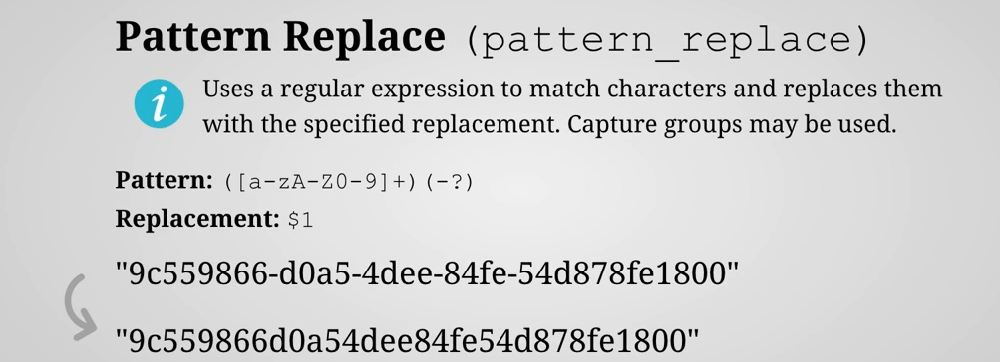 Pattern Replace (pattern_replace)
i
Uses a regular expression to match characters and replaces them
with the specified replacement. Capture groups may be used.
Pattern: ([a-zA-Z0-9]+)(-?)
Replacement: $1
"9c559866-d0a5-4dee-84fe-54d878fe1800"
"9c559866d0a54dee84fe54d878fe1800"